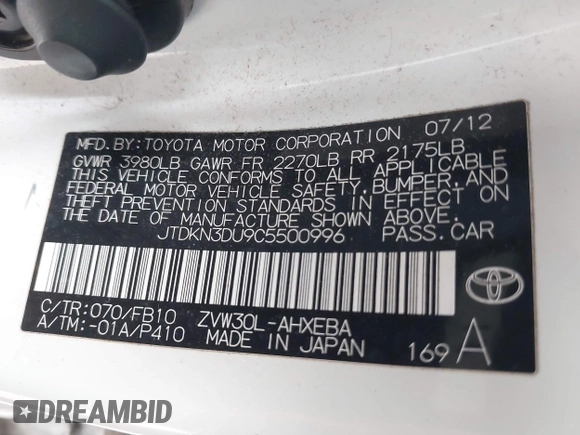 MFD. BY: TOYOTA MOTOR CORPORATION 07/12
GVWR 3980LB GAWR FR 2270LB RR 2175LB
THIS VEHICLE CONFORMS TO ALL APPLICABLE
FEDERAL MOTOR VEHICLE SAFETY, BUMPER, AND
THEFT PREVENTION STANDARDS IN EFFECT ON
THE DATE OF MANUFACTURE SHOWN ABOVE.
JTDKN3DU9C5500996 PASS.CAR
C/TR:070/FB10 ZVW30L-AHXEBA
A/TM:-01A/P410 MADE IN JAPAN 169 A
DREAMBID